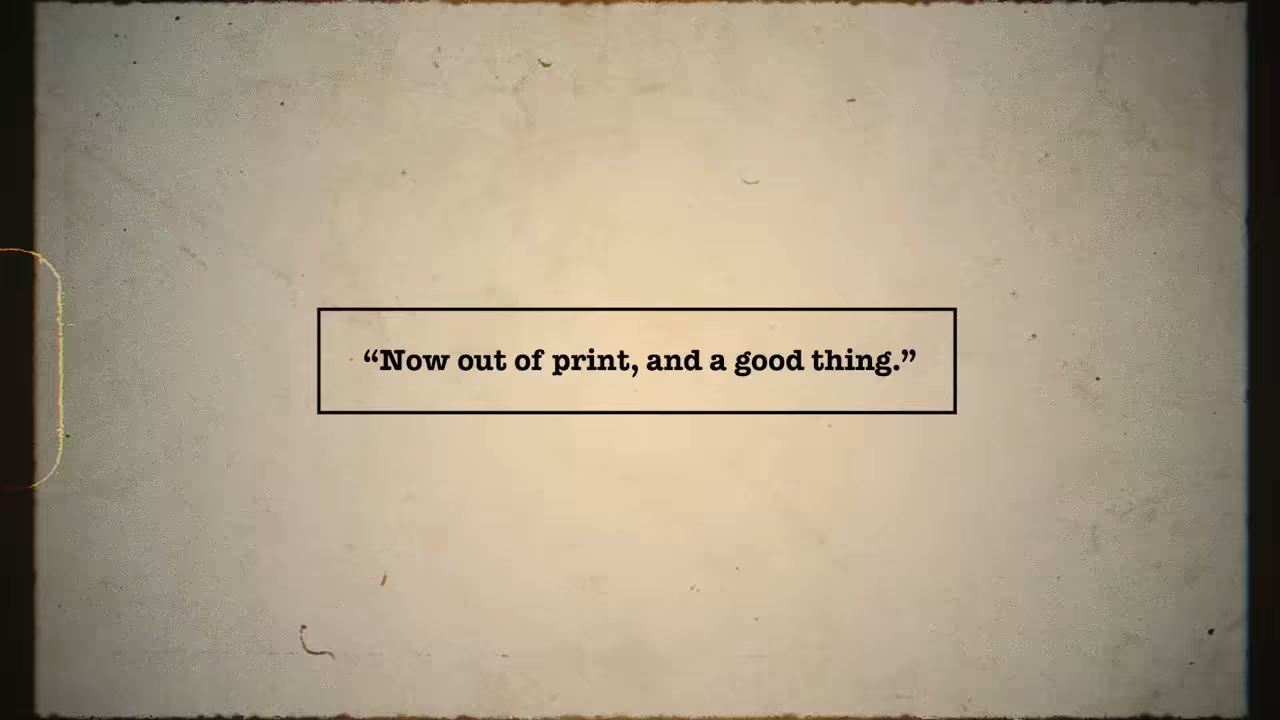 “Now out of print, and a good thing.”